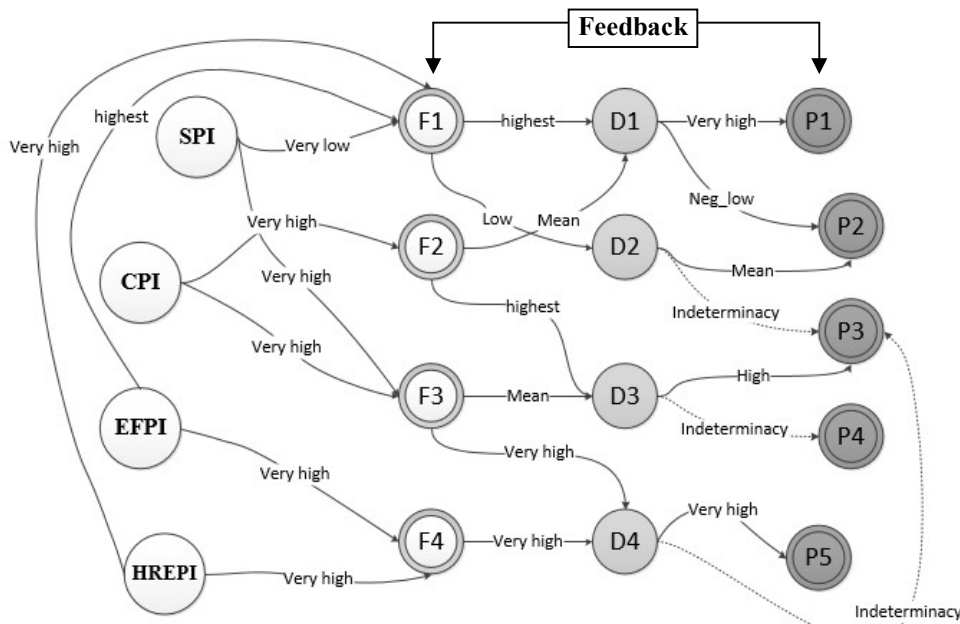 Feedback
highest
Very high
SPI
Very low
F1
highest
D1
Very high
P1
Neg_low
Very high
F2
Low
Mean
D2
P2
Mean
CPI
Very high
highest
Indeterminacy
P3
Very high
F3
Mean
D3
High
EFPI
Indeterminacy
P4
Very high
Very high
Very high
F4
Very high
D4
P5
HREPI
Very high
Indeterminacy